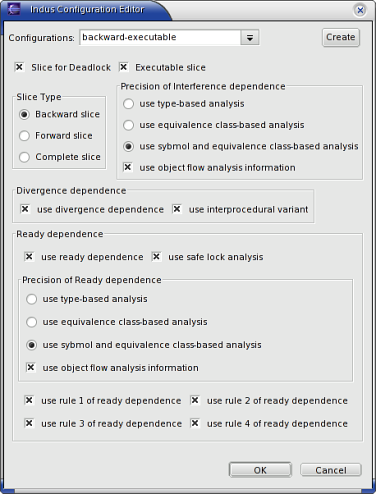 Indus Configuration Editor
Configurations: backward-executable Create
Slice for Deadlock Executable slice
Slice Type
Backward slice
Forward slice
Complete slice
Precision of Interference dependence
use type-based analysis
use equivalence class-based analysis
use sybmol and equivalence class-based analysis
use object flow analysis information
Divergence dependence
use divergence dependence use interprocedural variant
Ready dependence
use ready dependence use safe lock analysis
Precision of Ready dependence
use type-based analysis
use equivalence class-based analysis
use sybmol and equivalence class-based analysis
use object flow analysis information
use rule 1 of ready dependence use rule 2 of ready dependence
use rule 3 of ready dependence use rule 4 of ready dependence
OK Cancel